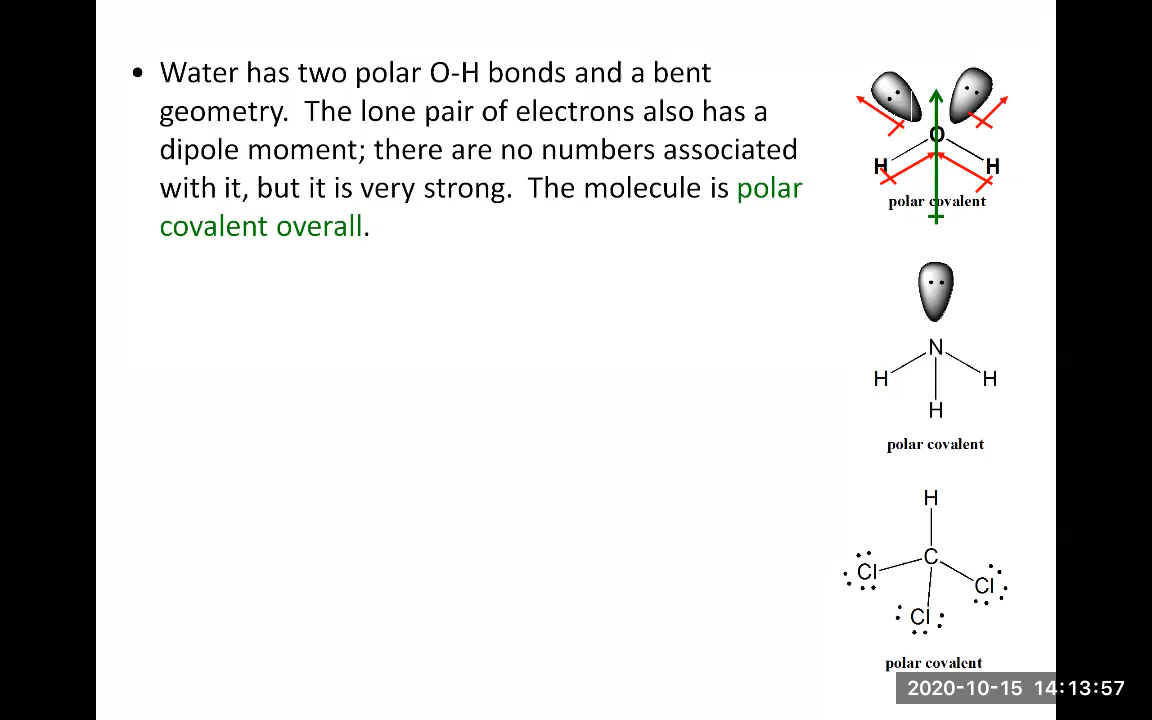 • Water has two polar O-H bonds and a bent
geometry.  The lone pair of electrons also has a
dipole moment; there are no numbers associated
with it, but it is very strong.  The molecule is polar
covalent overall.
O
H H
polar covalent
N
H H
H
polar covalent
H
C
Cl
Cl
Cl
polar covalent
2020-10-15 14:13:57